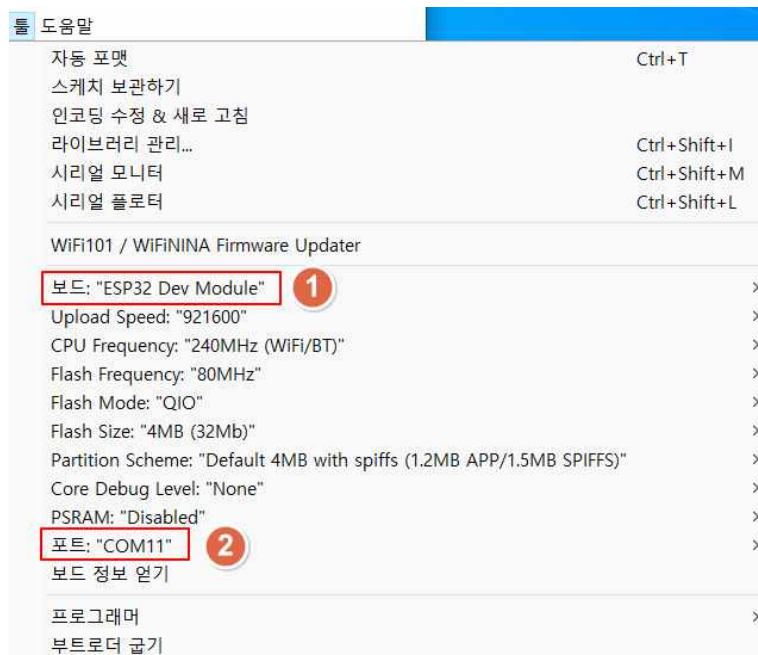 툴 도움말
자동 포맷 Ctrl+T
스케치 보관하기
인코딩 수정 & 새로 고침
라이브러리 관리... Ctrl+Shift+I
시리얼 모니터 Ctrl+Shift+M
시리얼 플로터 Ctrl+Shift+L
WiFi101 / WiFiNINA Firmware Updater
보드: "ESP32 Dev Module" 1
Upload Speed: "921600"
CPU Frequency: "240MHz (WiFi/BT)"
Flash Frequency: "80MHz"
Flash Mode: "QIO"
Flash Size: "4MB (32Mb)"
Partition Scheme: "Default 4MB with spiffs (1.2MB APP/1.5MB SPIFFS)"
Core Debug Level: "None"
PSRAM: "Disabled"
포트: "COM11" 2
보드 정보 얻기
프로그래머
부트로더 굽기